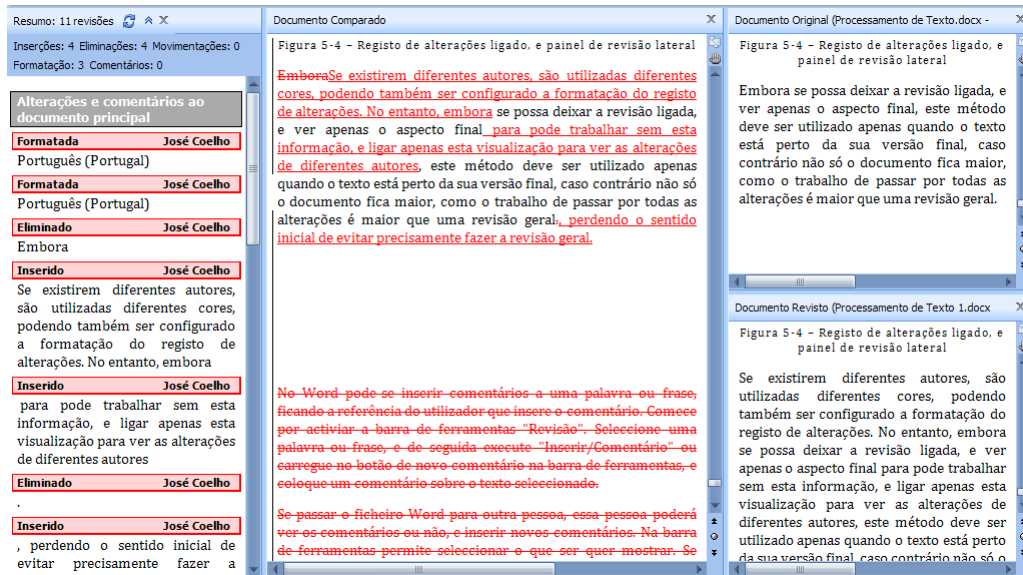 Resumo: 11 revisões
Inserções: 4 Eliminações: 4 Movimentações: 0
Formatação: 3 Comentários: 0
Alterações e comentários ao
documento principal
Formatada José Coelho
Português (Portugal)
Formatada José Coelho
Português (Portugal)
Eliminado José Coelho
Embora
Inserido José Coelho
Se existirem diferentes autores,
são utilizadas diferentes cores,
podendo também ser configurado
a formatação do registo de
alterações. No entanto, embora
Inserido José Coelho
para pode trabalhar sem esta
informação, e ligar apenas esta
visualização para ver as alterações
de diferentes autores
Eliminado José Coelho
.
Inserido José Coelho
, perdendo o sentido inicial de
evitar precisamente fazer a
Documento Comparado
Figura 5-4 – Registo de alterações ligado, e painel de revisão lateral
EmboraSe existirem diferentes autores, são utilizadas diferentes
cores, podendo também ser configurado a formatação do registo
de alterações. No entanto, embora se possa deixar a revisão ligada,
e ver apenas o aspecto final para pode trabalhar sem esta
informação, e ligar apenas esta visualização para ver as alterações
de diferentes autores, este método deve ser utilizado apenas
quando o texto está perto da sua versão final, caso contrário não só
o documento fica maior, como o trabalho de passar por todas as
alterações é maior que uma revisão geral., perdendo o sentido
inicial de evitar precisamente fazer a revisão geral.
No Word pode-se inserir comentários a uma palavra ou frase,
ficando a referência do utilizador que insere o comentário. Comece
por activiar a barra de ferramentas "Revisão". Seleccione uma
palavra ou frase, e de seguida execute "Inserir/Comentário" ou
carregue no botão de novo comentário na barra de ferramentas, e
coloque um comentário sobre o texto seleccionado.
Se passar o ficheiro Word para outra pessoa, essa pessoa poderá
ver os comentários ou não, e inserir novos comentários. Na barra
de ferramentas permite seleccionar o que ser quer mostrar. Se
Documento Original (Processamento de Texto.docx -
Figura 5-4 – Registo de alterações ligado, e
painel de revisão lateral
Embora se possa deixar a revisão ligada, e
ver apenas o aspecto final, este método
deve ser utilizado apenas quando o texto
está perto da sua versão final, caso
contrário não só o documento fica maior,
como o trabalho de passar por todas as
alterações é maior que uma revisão geral.
Documento Revisto (Processamento de Texto 1.docx
Figura 5-4 – Registo de alterações ligado, e
painel de revisão lateral
Se existirem diferentes autores, são
utilizadas diferentes cores, podendo
também ser configurado a formatação do
registo de alterações. No entanto, embora
se possa deixar a revisão ligada, e ver
apenas o aspecto final para pode trabalhar
sem esta informação, e ligar apenas esta
visualização para ver as alterações de
diferentes autores, este método deve ser
utilizado apenas quando o texto está perto
da sua versão final, caso contrário não só o